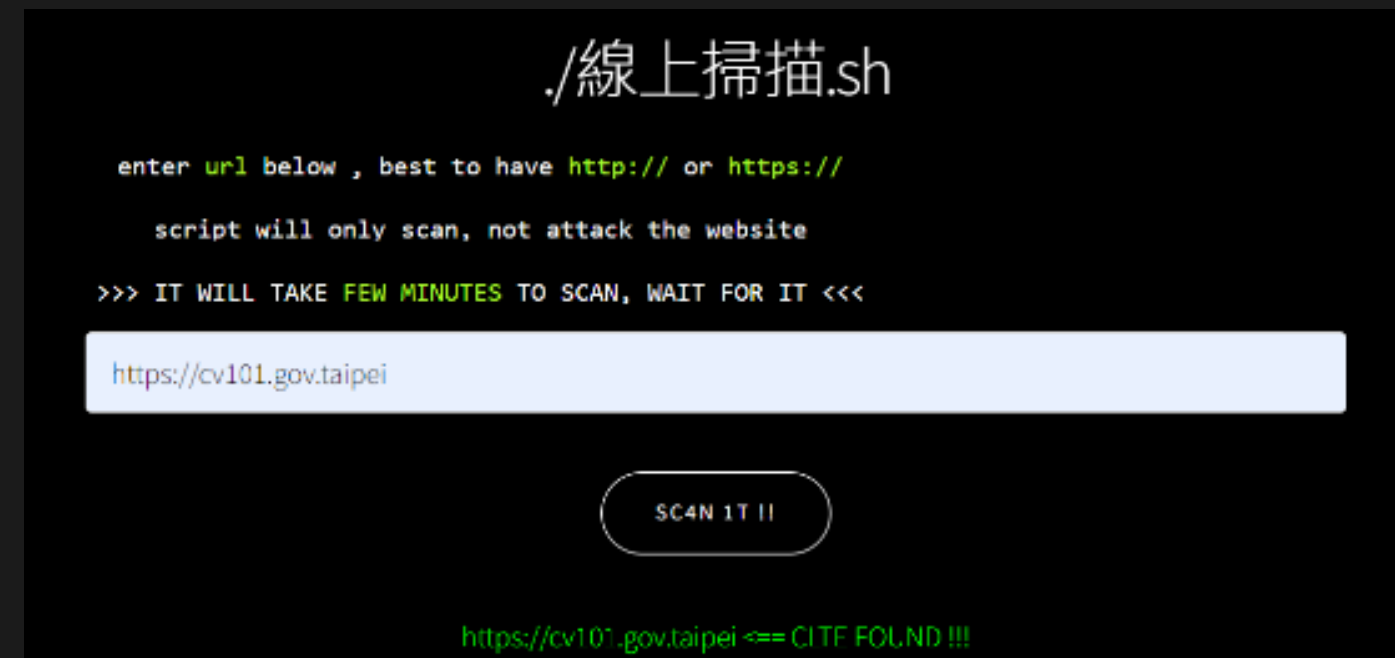 ./線上掃描.sh
enter url below , best to have http:// or https://
script will only scan, not attack the website
>>> IT WILL TAKE FEW MINUTES TO SCAN, WAIT FOR IT <<<
https://cv101.gov.taipei
SC4N 1T !!
https://cv101.gov.taipei <== CITE FOUND !!!